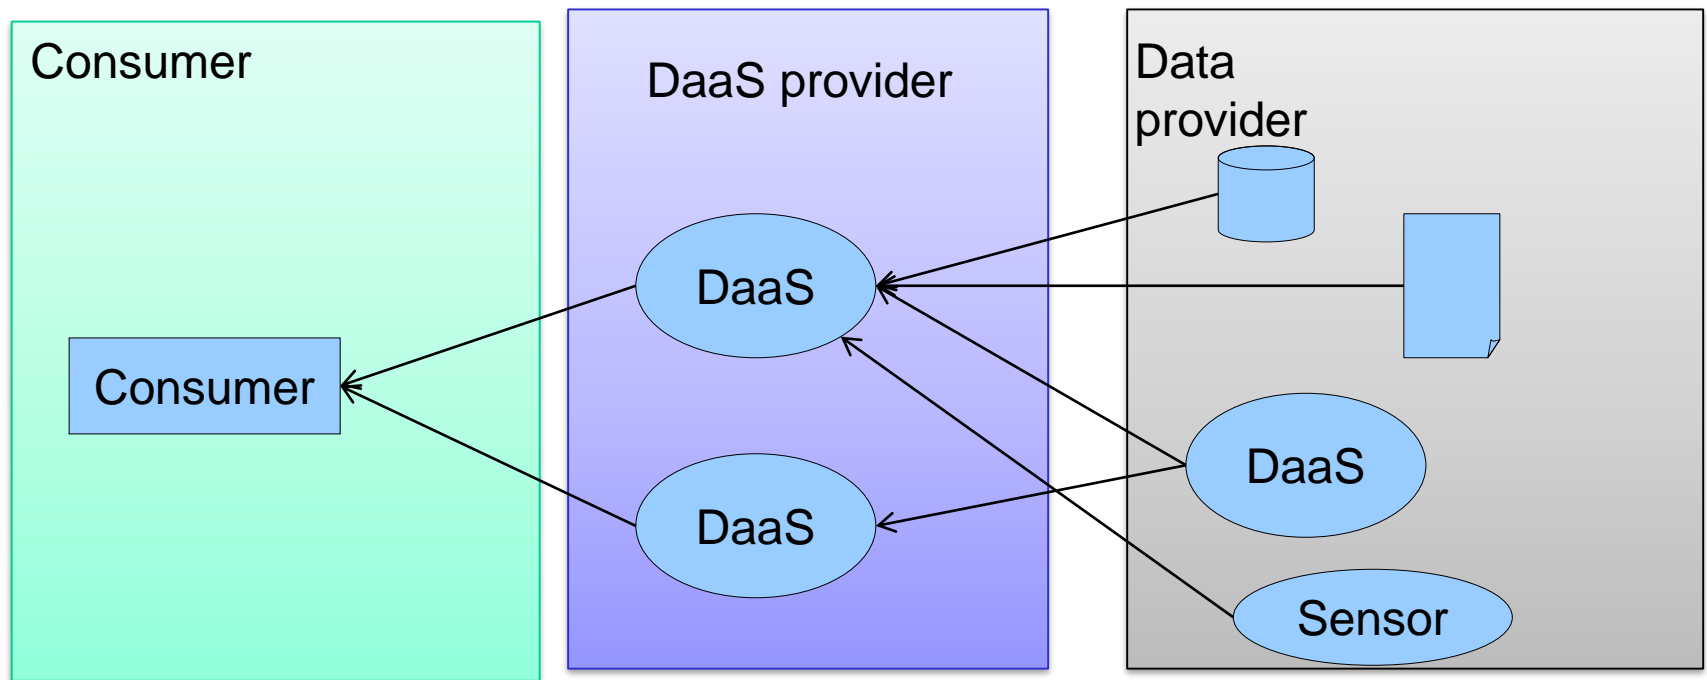 Consumer
DaaS provider
Data
provider
DaaS
Consumer
DaaS
DaaS
Sensor